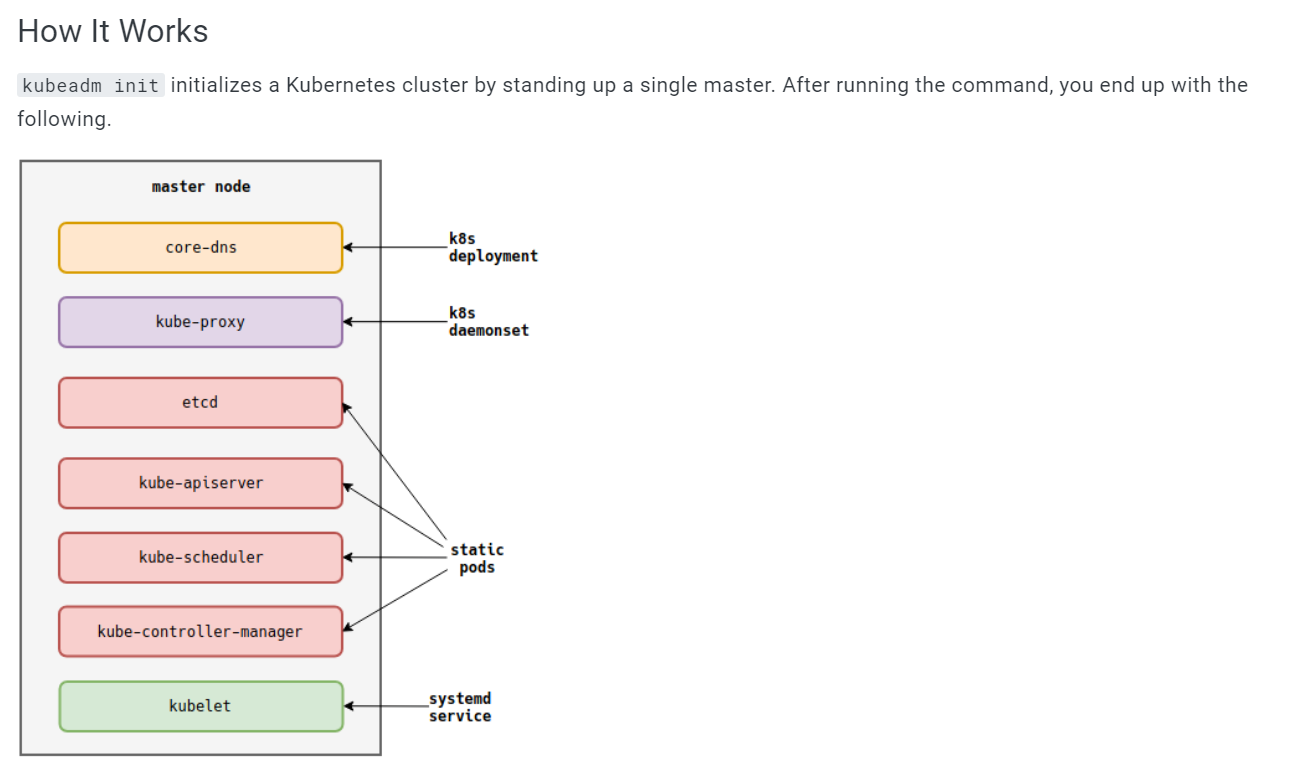 How It Works
kubeadm init initializes a Kubernetes cluster by standing up a single master. After running the command, you end up with the
following.
master node
core-dns
k8s
deployment
kube-proxy
k8s
daemonset
etcd
kube-apiserver
kube-scheduler
static
pods
kube-controller-manager
kubelet
systemd
service